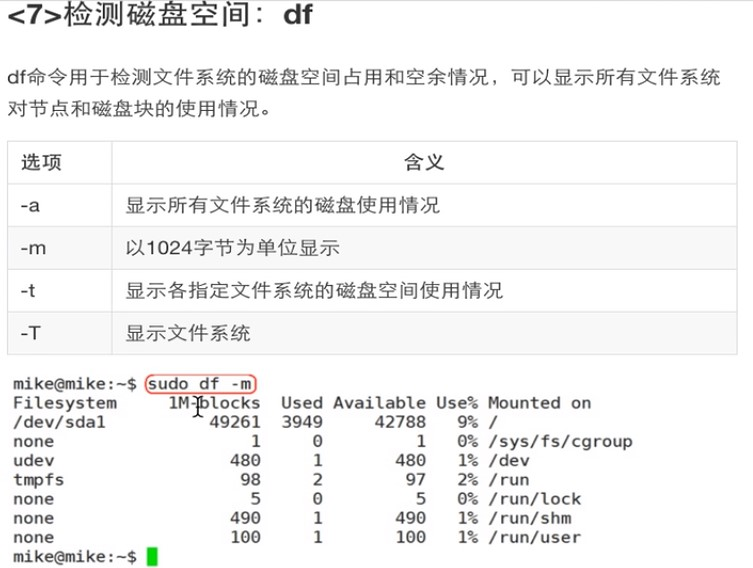 <7>检测磁盘空间：df
df命令用于检测文件系统的磁盘空间占用和空余情况，可以显示所有文件系统
对节点和磁盘块的使用情况。
选项 含义
-a 显示所有文件系统的磁盘使用情况
-m 以1024字节为单位显示
-t 显示各指定文件系统的磁盘空间使用情况
-T 显示文件系统
mike@mike:~$ sudo df -m
Filesystem 1M-blocks Used Available Use% Mounted on
/dev/sda1 49261 3949 42788 9% /
none 1 0 1 0% /sys/fs/cgroup
udev 480 1 480 1% /dev
tmpfs 98 2 97 2% /run
none 5 0 5 0% /run/lock
none 490 1 490 1% /run/shm
none 100 1 100 1% /run/user
mike@mike:~$